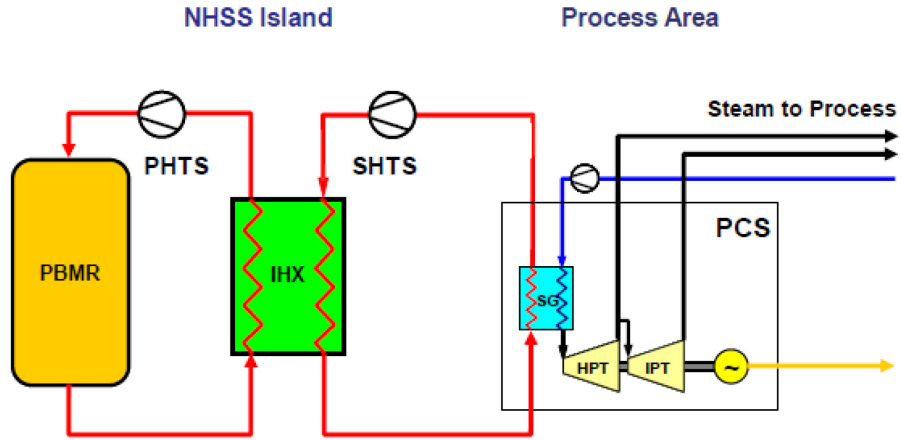 NHSS Island
Process Area
Steam to Process
PHTS
SHTS
PCS
PBMR
IHX
SG
HPT
IPT
~